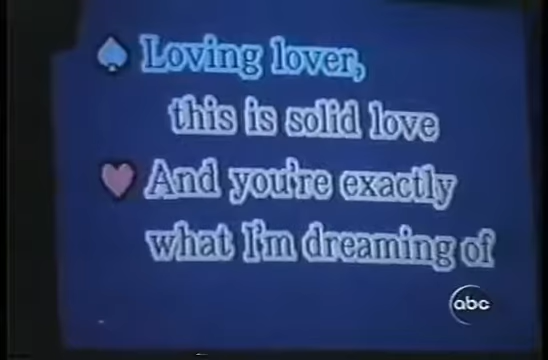 Loving lover,
this is solid love
And you're exactly
what I'm dreaming of
abc